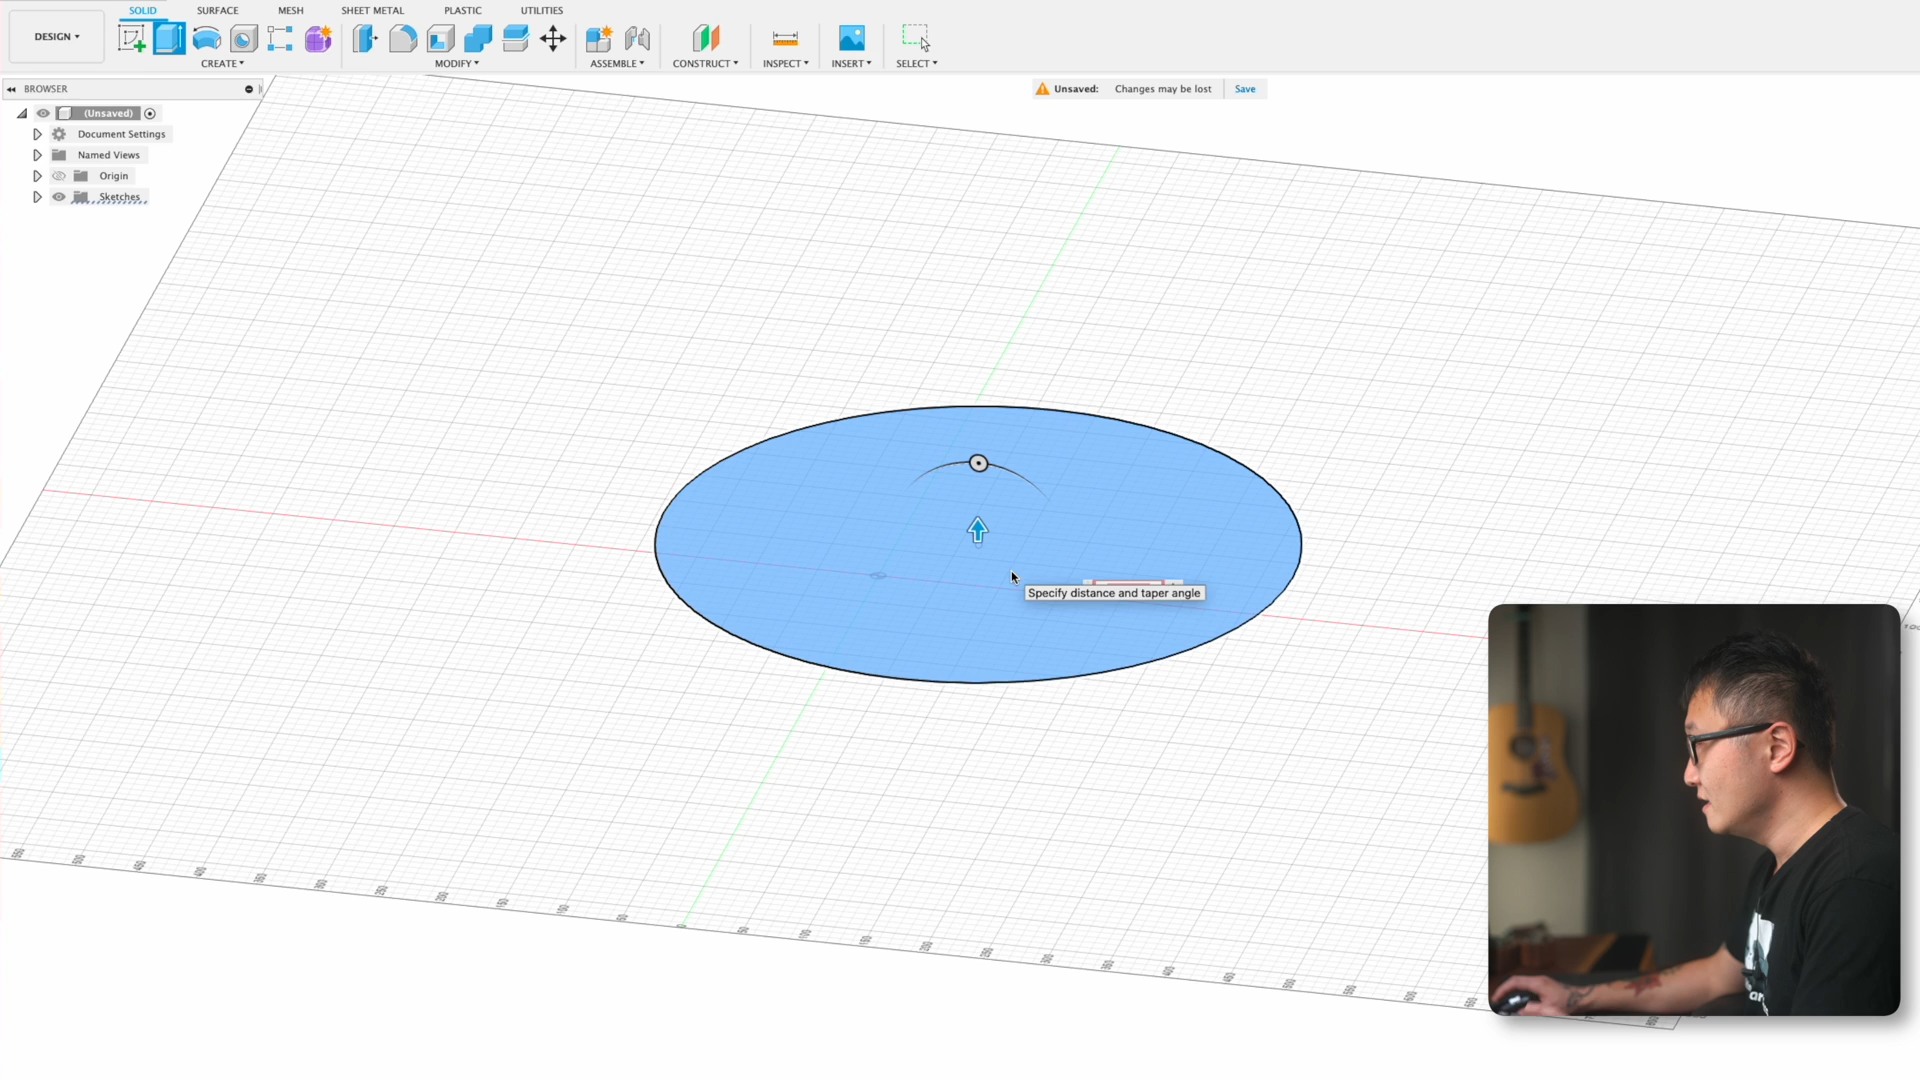 SOLID SURFACE MESH SHEET METAL PLASTIC UTILITIES
DESIGN
CREATE MODIFY ASSEMBLE CONSTRUCT INSPECT INSERT SELECT
BROWSER
Unsaved: Changes may be lost Save
(Unsaved)
Document Settings
Named Views
Origin
Sketches
Specify distance and taper angle